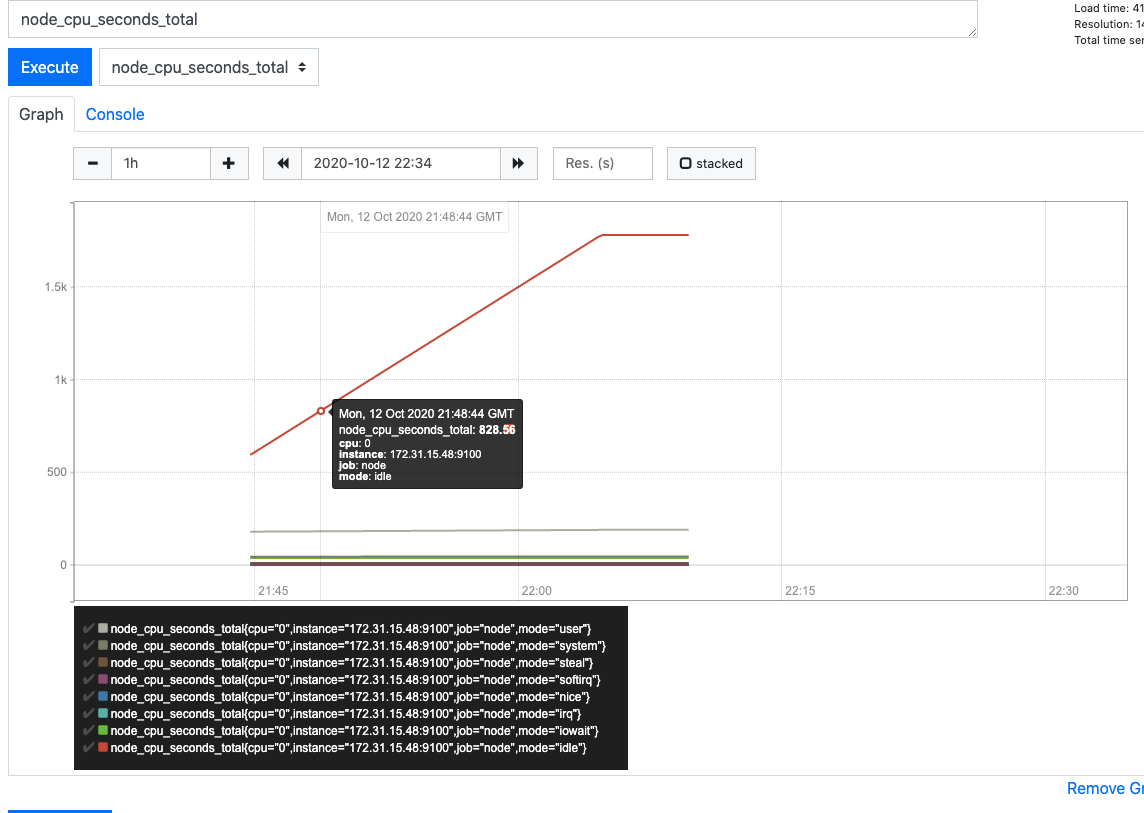 node_cpu_seconds_total
Load time: 41
Resolution: 14
Total time ser
Execute
node_cpu_seconds_total
Graph
Console
1h
2020-10-12 22:34
Res. (s)
stacked
Mon, 12 Oct 2020 21:48:44 GMT
1.5k
1k
500
0
Mon, 12 Oct 2020 21:48:44 GMT
node_cpu_seconds_total: 828.56
cpu: 0
instance: 172.31.15.48:9100
job: node
mode: idle
21:45
22:00
22:15
22:30
✔ node_cpu_seconds_total{cpu="0",instance="172.31.15.48:9100",job="node",mode="user"}
✔ node_cpu_seconds_total{cpu="0",instance="172.31.15.48:9100",job="node",mode="system"}
✔ node_cpu_seconds_total{cpu="0",instance="172.31.15.48:9100",job="node",mode="steal"}
✔ node_cpu_seconds_total{cpu="0",instance="172.31.15.48:9100",job="node",mode="softirq"}
✔ node_cpu_seconds_total{cpu="0",instance="172.31.15.48:9100",job="node",mode="nice"}
✔ node_cpu_seconds_total{cpu="0",instance="172.31.15.48:9100",job="node",mode="irq"}
✔ node_cpu_seconds_total{cpu="0",instance="172.31.15.48:9100",job="node",mode="iowait"}
✔ node_cpu_seconds_total{cpu="0",instance="172.31.15.48:9100",job="node",mode="idle"}
Remove Gr